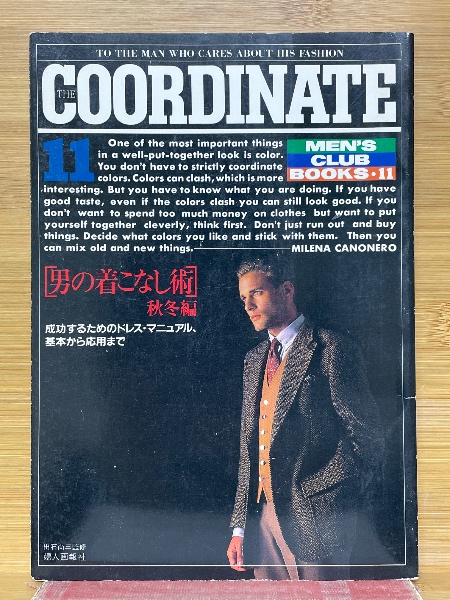 TO THE MAN WHO CARES ABOUT HIS FASHION
THE COORDINATE
11
One of the most important things
in a well-put-together look is color.
You don't have to strictly coordinate
colors. Colors can clash, which is more
interesting. But you have to know what you are doing. If you have
good taste, even if the colors clash you can still look good. If you
don't want to spend too much money on clothes but want to put
yourself together cleverly, think first. Don't just run out and buy
things. Decide what colors you like and stick with them. Then you
can mix old and new things.—MILENA CANONERO
MEN'S
CLUB
BOOKS・11
[男の着こなし術]
秋冬編
成功するためのドレス・マニュアル、
基本から応用まで
出石尚三監修
婦人画報社